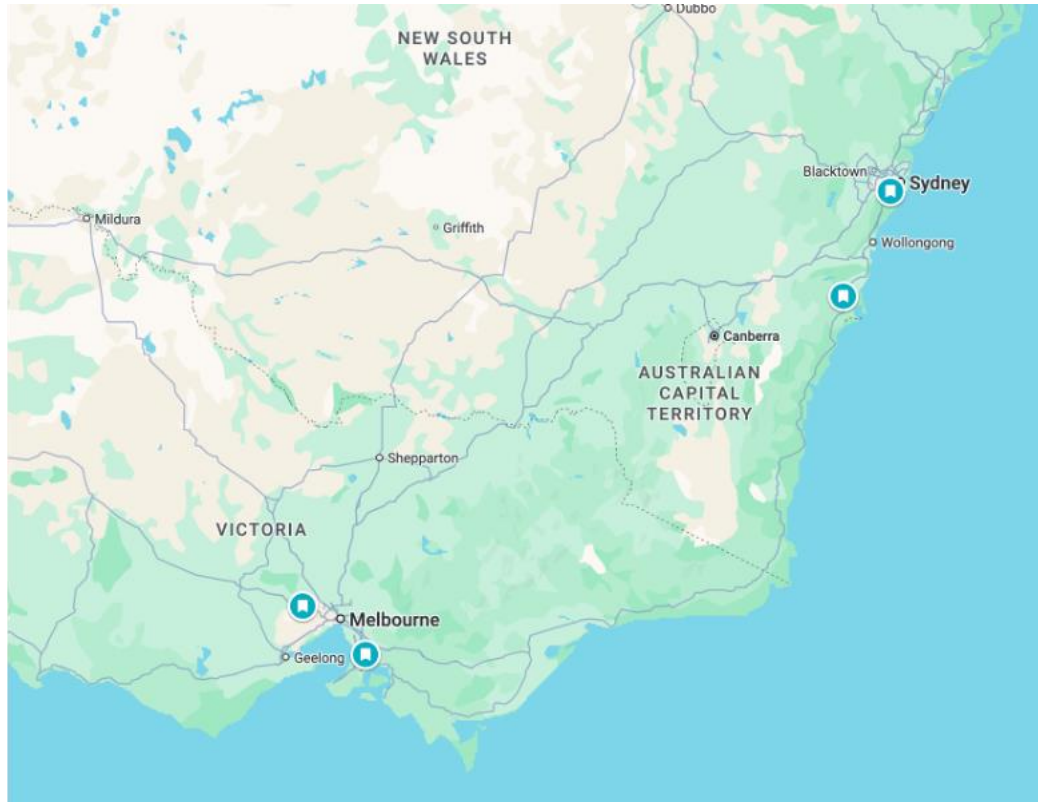 Dubbo
NEW SOUTH
WALES
Blacktown
Sydney
Mildura
Griffith
Wollongong
Canberra
AUSTRALIAN
CAPITAL
TERRITORY
Shepparton
VICTORIA
Melbourne
Geelong